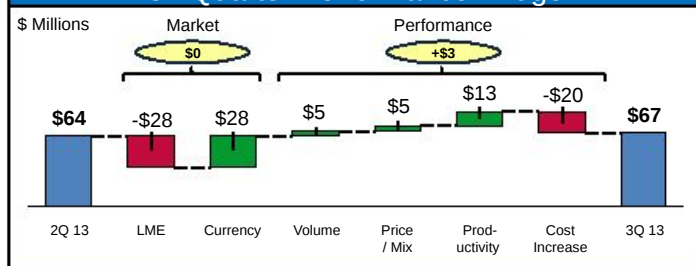 $ Millions
Market
Performance
$0
+$3
$64
-$28
$28
$5
$5
$13
-$20
$67
2Q 13
LME
Currency
Volume
Price
/ Mix
Prod-
uctivity
Cost
Increase
3Q 13